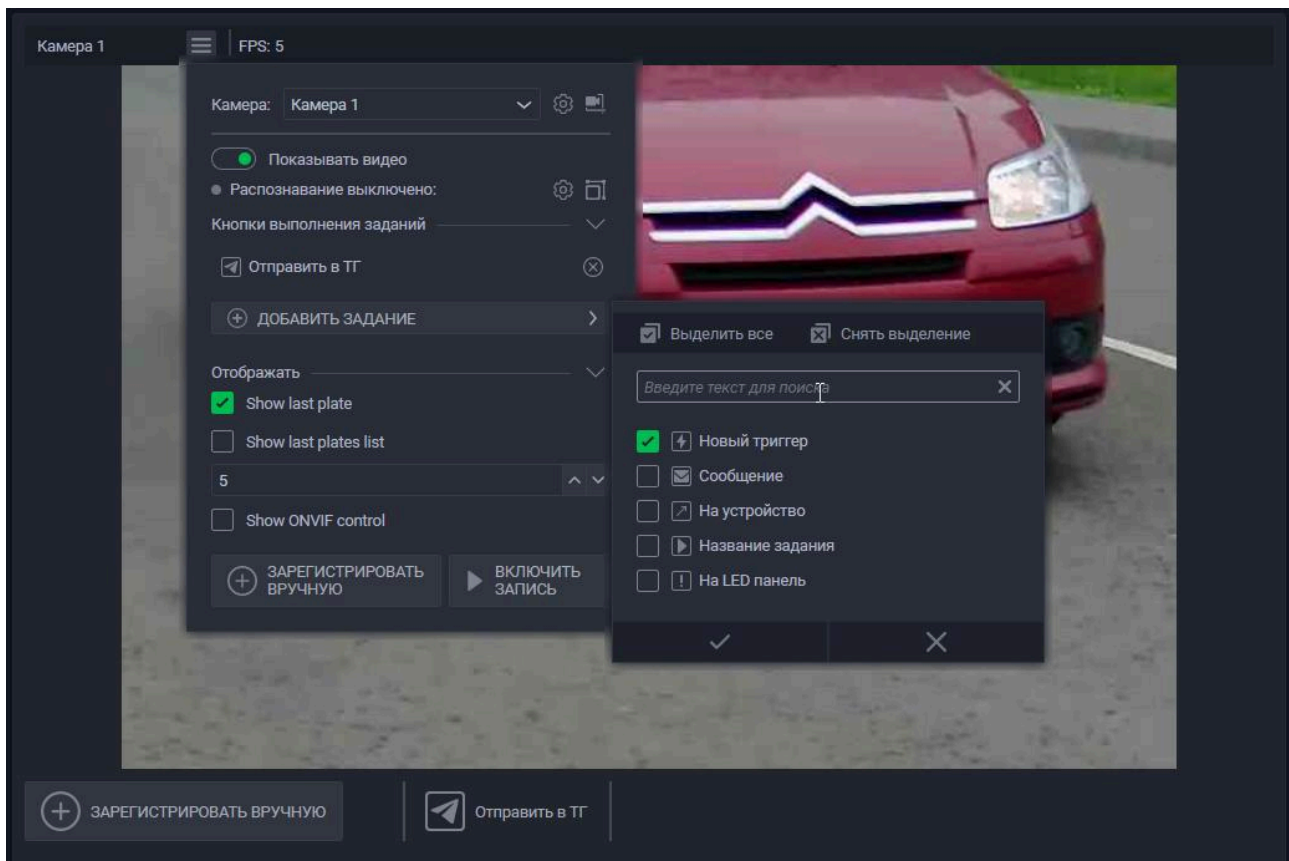 Камера 1
FPS: 5
Камера:
Камера 1
Показывать видео
Распознавание выключено:
Кнопки выполнения заданий
Отправить в ТГ
ДОБАВИТЬ ЗАДАНИЕ
Отображать
Show last plate
Show last plates list
5
Show ONVIF control
ЗАРЕГИСТРИРОВАТЬ
ВРУЧНУЮ
ВКЛЮЧИТЬ
ЗАПИСЬ
Выделить все
Снять выделение
Введите текст для поиска
Новый триггер
Сообщение
На устройство
Название задания
На LED панель
ЗАРЕГИСТРИРОВАТЬ ВРУЧНУЮ
Отправить в ТГ